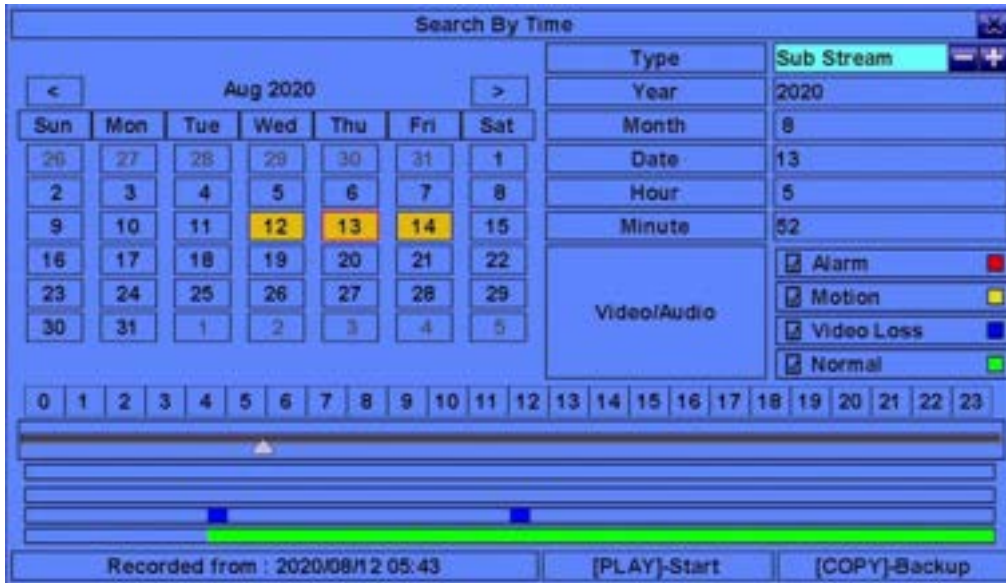 Search By Time
Type Sub Stream
< Aug 2020 > Year 2020
Sun Mon Tue Wed Thu Fri Sat Month 8
26 27 28 29 30 31 1 Date 13
2 3 4 5 6 7 8 Hour 5
9 10 11 12 13 14 15 Minute 52
16 17 18 19 20 21 22 Alarm
23 24 25 26 27 28 29 Video/Audio Motion
30 31 1 2 3 4 5 Video Loss
Normal
0 1 2 3 4 5 6 7 8 9 10 11 12 13 14 15 16 17 18 19 20 21 22 23
Recorded from : 2020/08/12 05:43 [PLAY]-Start [COPY]-Backup